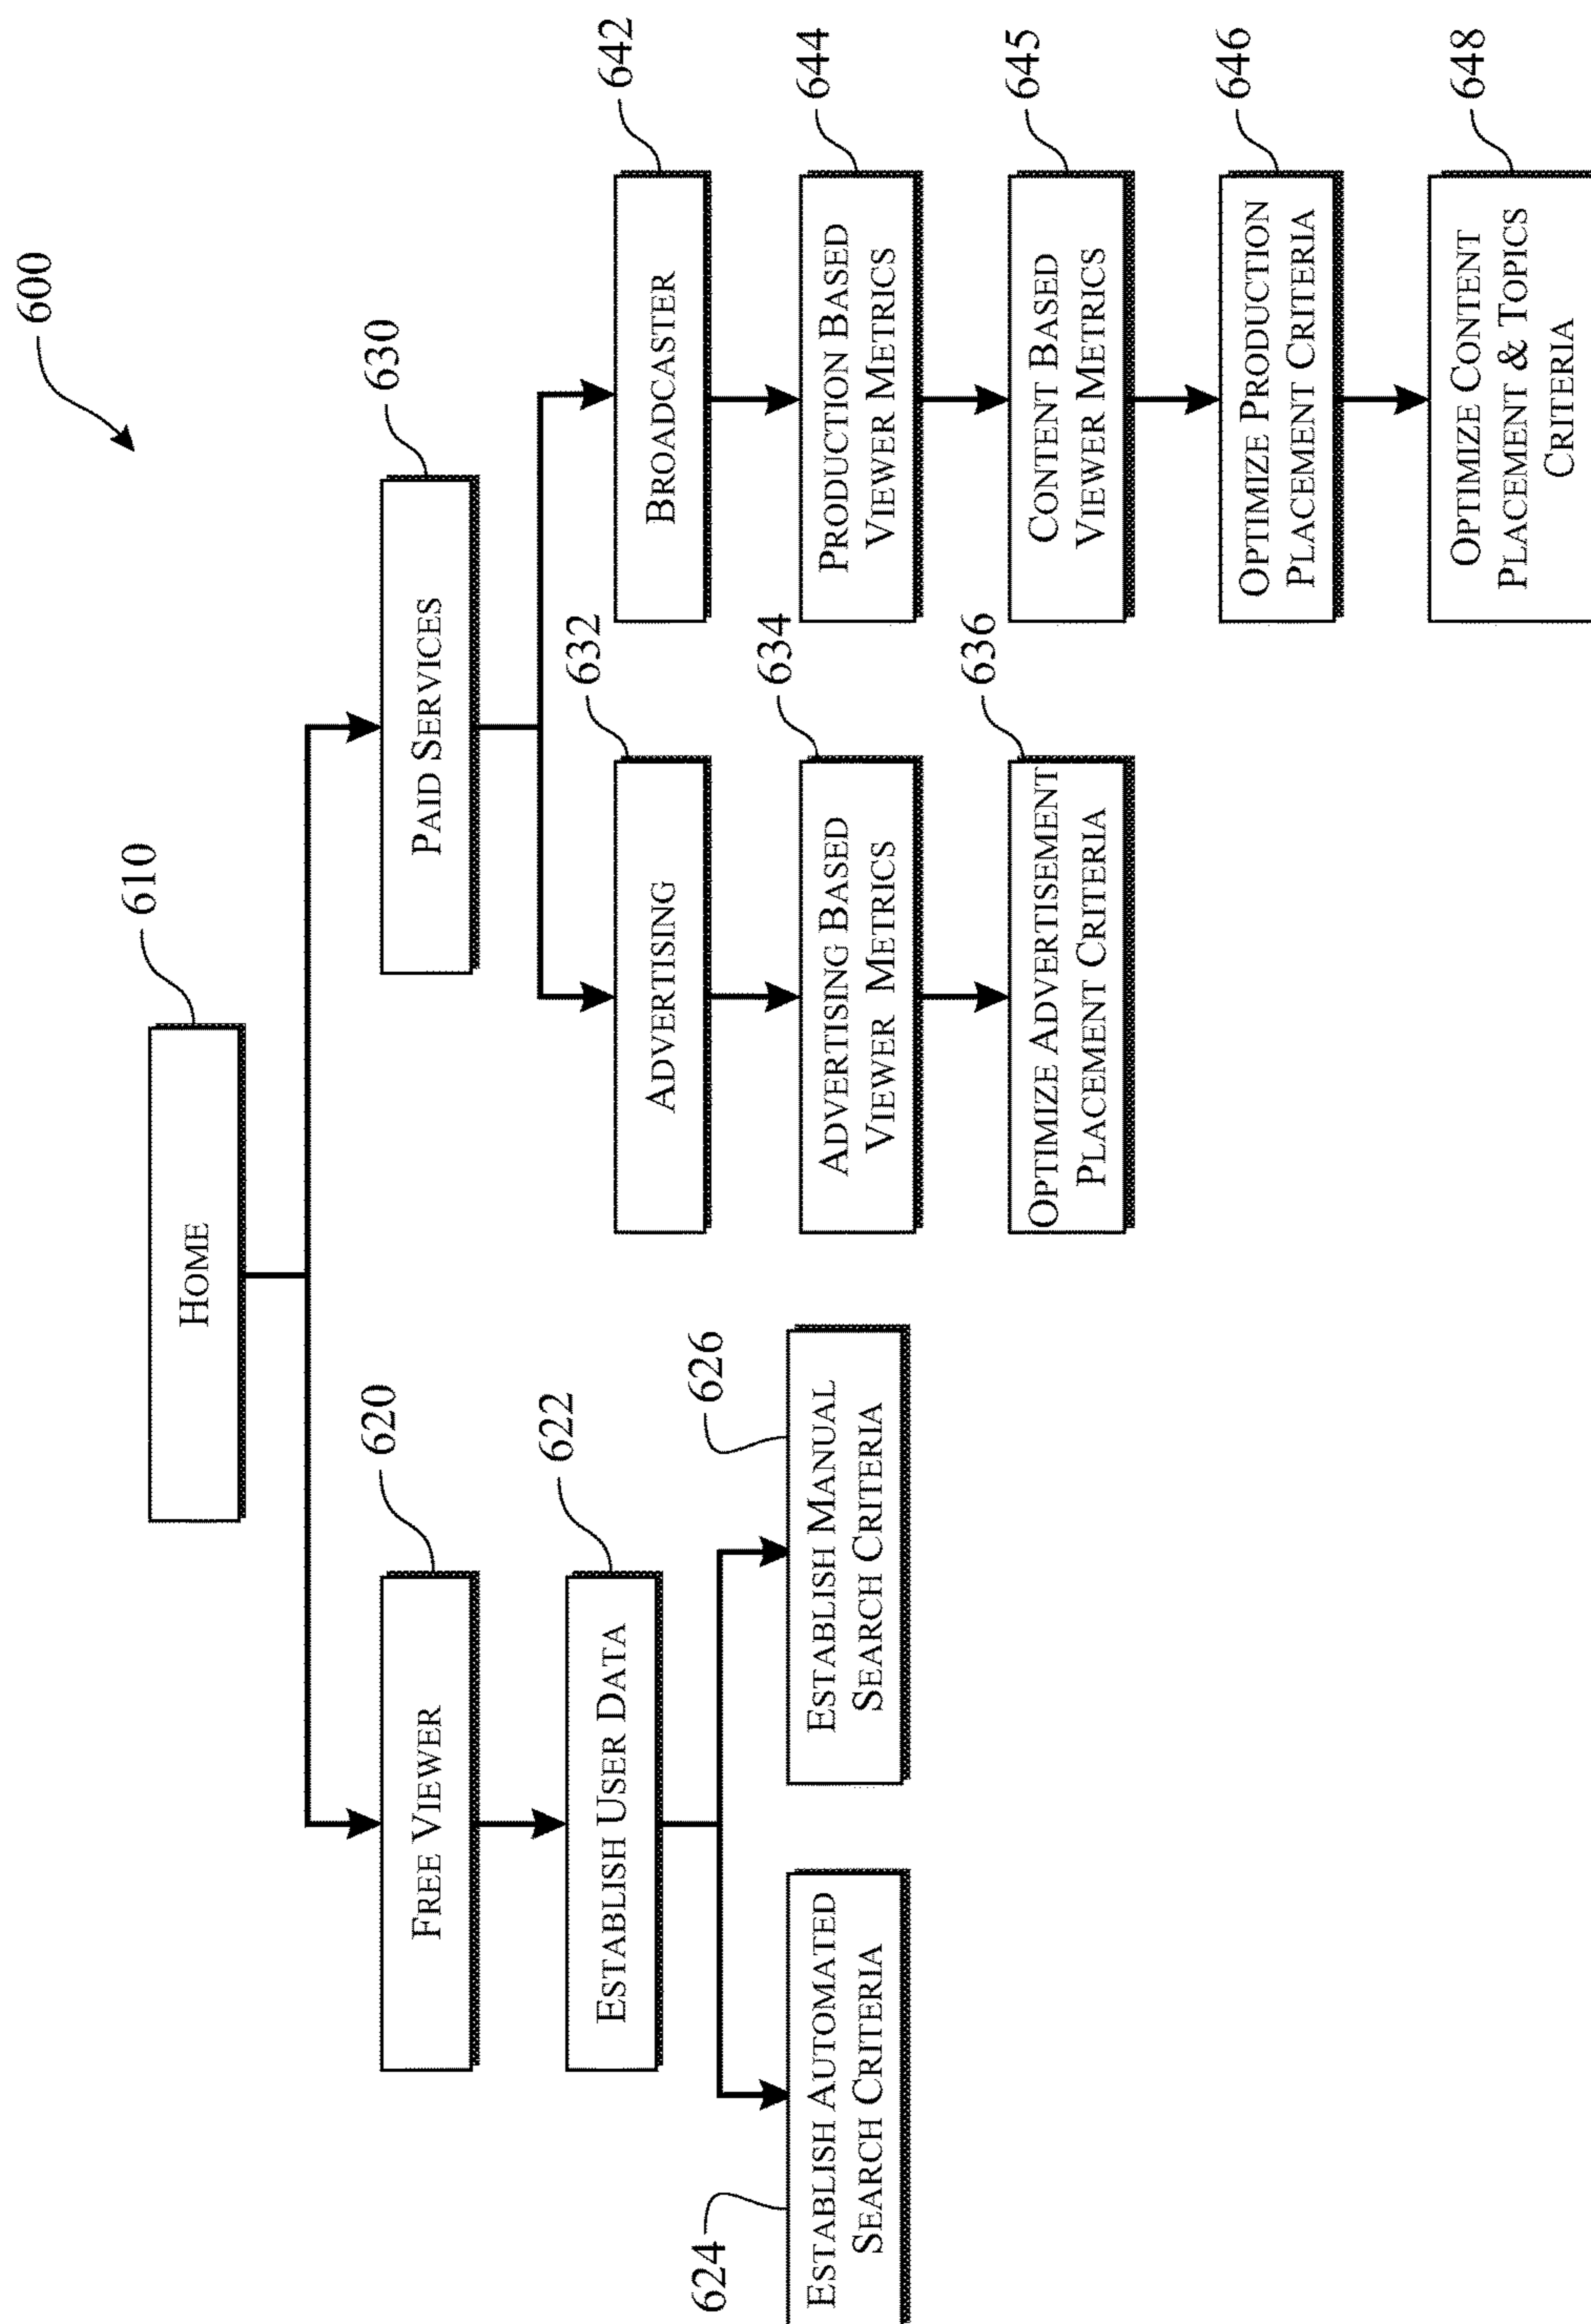 600
HOME
610
FREE VIEWER
620
PAID SERVICES
630
ESTABLISH USER DATA
622
ESTABLISH AUTOMATED
SEARCH CRITERIA
624
ESTABLISH MANUAL
SEARCH CRITERIA
626
ADVERTISING
632
ADVERTISING BASED
VIEWER METRICS
634
OPTIMIZE ADVERTISEMENT
PLACEMENT CRITERIA
636
BROADCASTER
642
PRODUCTION BASED
VIEWER METRICS
644
CONTENT BASED
VIEWER METRICS
645
OPTIMIZE PRODUCTION
PLACEMENT CRITERIA
646
OPTIMIZE CONTENT
PLACEMENT & TOPICS
CRITERIA
648